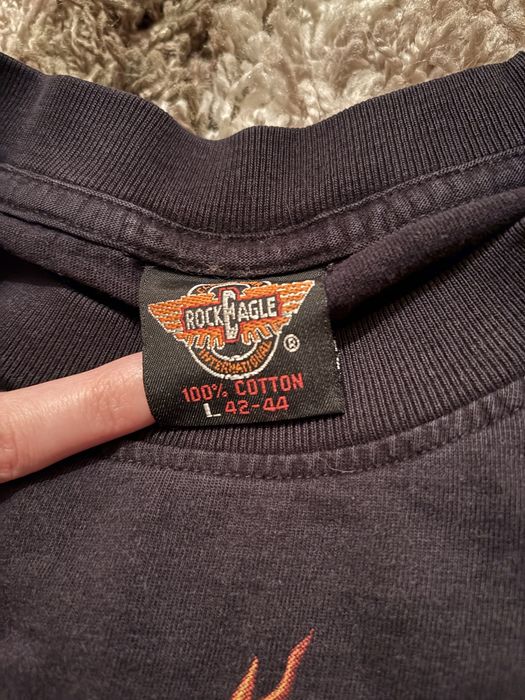 ROCK EAGLE
INTERNATIONAL
®
100% COTTON
L 42-44